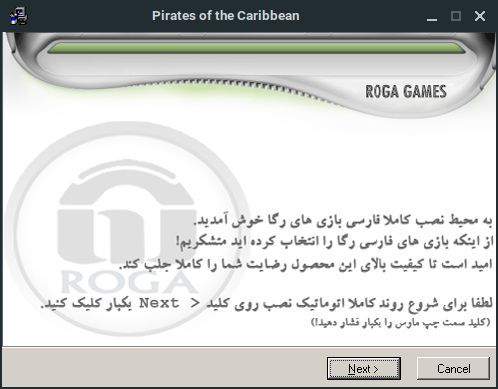 Pirates of the Caribbean
ROGA GAMES
ROGA
به محیط نصب کاملا فارسی بازی های رگا خوش آمدید.
از اینکه بازی های فارسی رگا را انتخاب کرده اید متشکریم!
امید است تا کیفیت بالای این محصول رضایت شما را کاملا جلب کند.
لطفا برای شروع روند کاملا اتوماتیک نصب روی کلید < Next یکبار کلیک کنید.
(کلید سمت چپ مارس را یکبار فشار دهید!)
Next >
Cancel